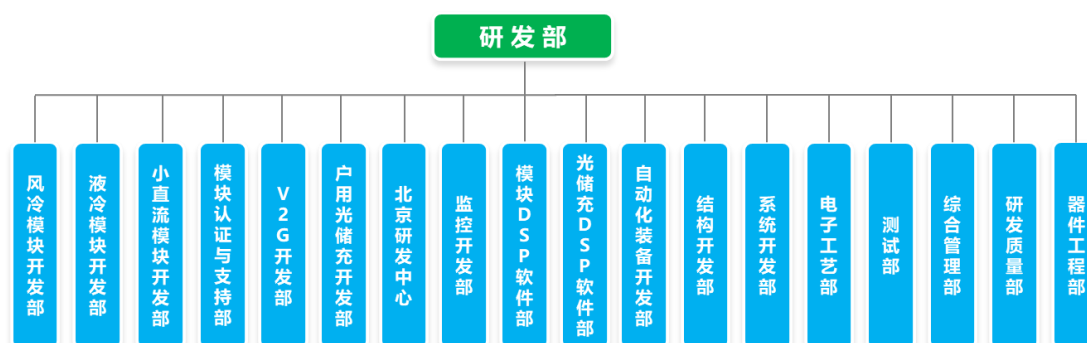 研发部
风冷模块开发部
液冷模块开发部
小直流模块开发部
模块认证与支持部
V2G开发部
户用光储充开发部
北京研发中心
监控开发部
模块DSP软件部
光储充DSP软件部
自动化装备开发部
结构开发部
系统开发部
电子工艺部
测试部
综合管理部
研发质量部
器件工程部